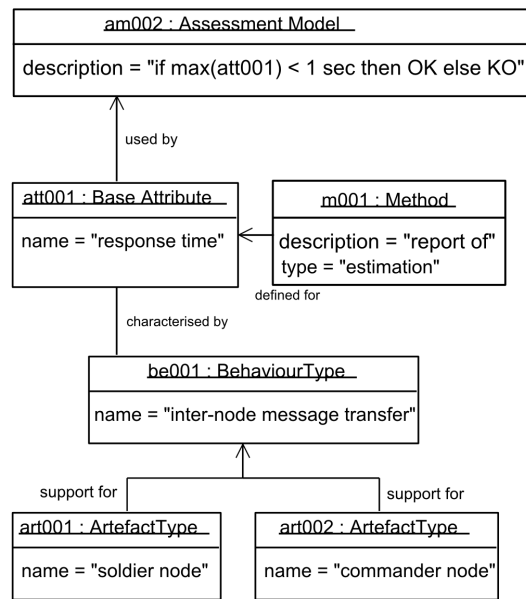 am002 : Assessment Model
description = "if max(att001) < 1 sec then OK else KO"
used by
att001 : Base Attribute
name = "response time"
m001 : Method
description = "report of"
type = "estimation"
defined for
characterised by
be001 : BehaviourType
name = "inter-node message transfer"
support for
support for
art001 : ArtefactType
name = "soldier node"
art002 : ArtefactType
name = "commander node"